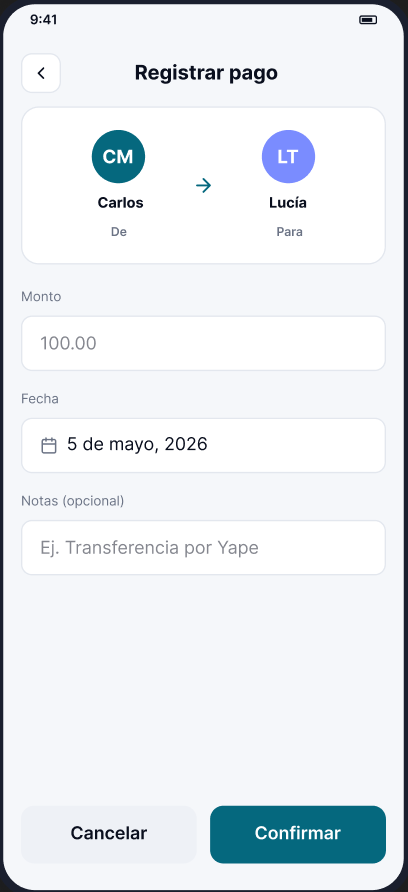 9:41
Registrar pago
CM
LT
Carlos
Lucía
De
Para
Monto
100.00
Fecha
5 de mayo, 2026
Notas (opcional)
Ej. Transferencia por Yape
Cancelar
Confirmar